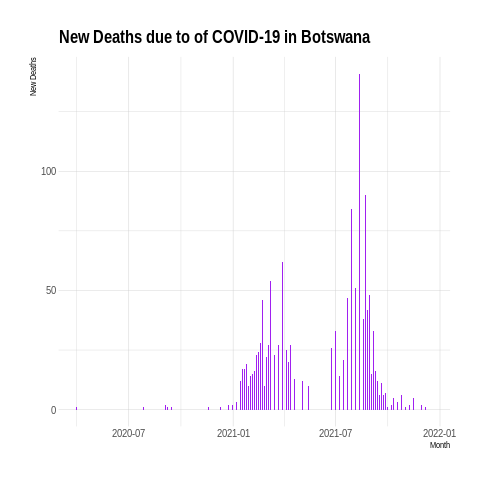 New Deaths due to of COVID-19 in Botswana
New Deaths
100
50
0
2020-07 2021-01 2021-07 2022-01
Month